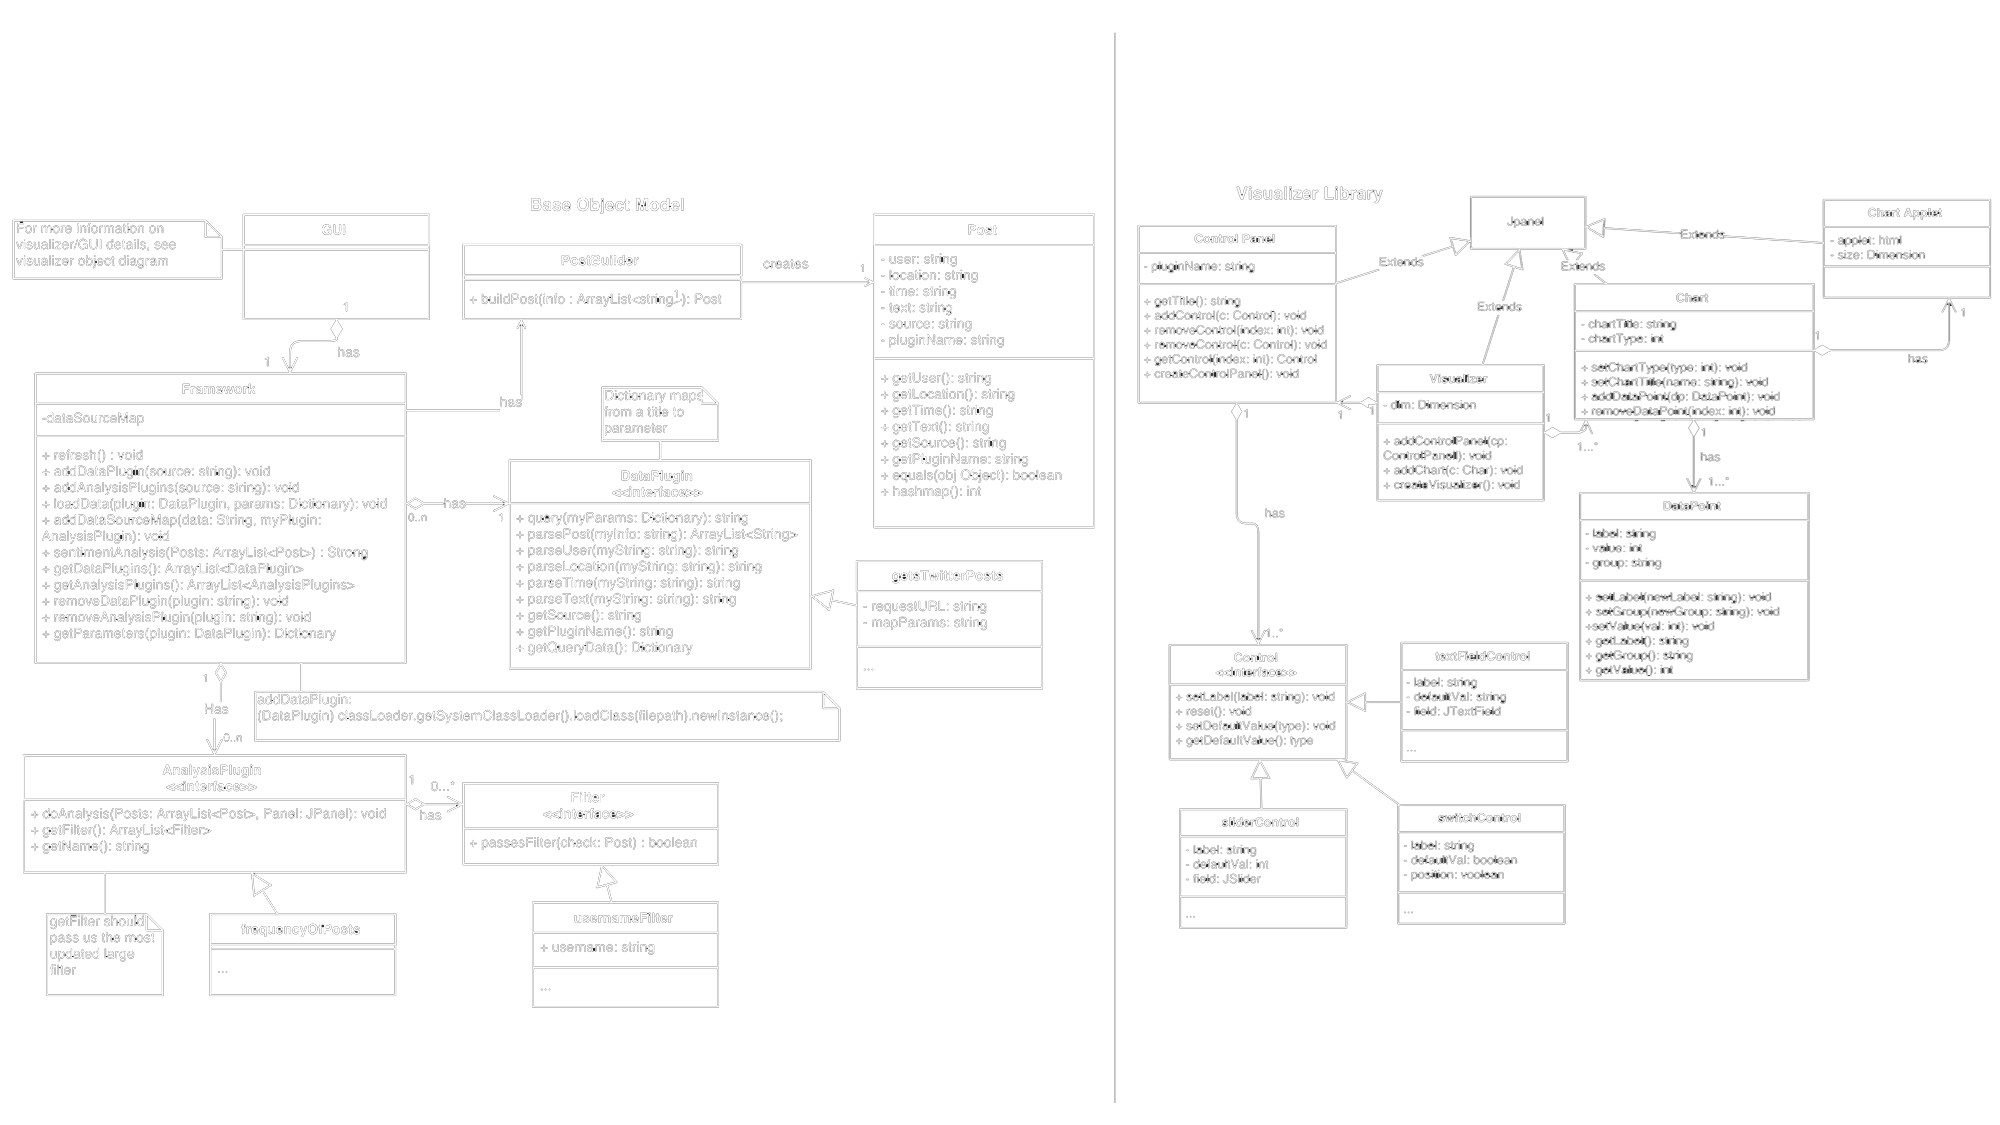 Base Object Model
For more information on
visualizer/GUI details, see
visualizer object diagram
GUI
1
has
1
PostBuilder
+ buildPost(info : ArrayList<string>): Post
1
creates
1
Post
- user: string
- location: string
- time: string
- text: string
- source: string
- pluginName: string
+ getUser(): string
+ getLocation(): string
+ getTime(): string
+ getText(): string
+ getSource(): string
+ getPluginName: string
+ equals(obj Object): boolean
+ hashmap(): int
Framework
-dataSourceMap
+ refresh() : void
+ addDataPlugin(source: string): void
+ addAnalysisPlugins(source: string): void
+ loadData(plugin: DataPlugin, params: Dictionary): void
+ addDataSourceMap(data: String, myPlugin:
AnalysisPlugin): void
+ sentimentAnalysis(Posts: ArrayList<Post>) : Strong
+ getDataPlugins(): ArrayList<DataPlugin>
+ getAnalysisPlugins(): ArrayList<AnalysisPlugins>
+ removeDataPlugin(plugin: string): void
+ removeAnalysisPlugin(plugin: string): void
+ getParameters(plugin: DataPlugin): Dictionary
has
Dictionary maps
from a title to
parameter
has
0..n
1
DataPlugin
<<interface>>
+ query(myParams: Dictionary): string
+ parsePost(myInfo: string): ArrayList<String>
+ parseUser(myString: string): string
+ parseLocation(myString: string): string
+ parseTime(myString: string): string
+ parseText(myString: string): string
+ getSource(): string
+ getPluginName(): string
+ getQueryData(): Dictionary
getsTwitterPosts
- requestURL: string
- mapParams: string
...
addDataPlugin:
(DataPlugin) classLoader.getSystemClassLoader().loadClass(filepath).newInstance();
1
Has
0..n
AnalysisPlugin
<<interface>>
+ doAnalysis(Posts: ArrayList<Post>, Panel: JPanel): void
+ getFilter(): ArrayList<Filter>
+ getName(): string
1
0...*
has
Filter
<<interface>>
+ passesFilter(check: Post) : boolean
getFilter should
pass us the most
updated large
filter
frequencyOfPosts
...
usernameFilter
+ username: string
...
Visualizer Library
Control Panel
- pluginName: string
+ getTitle(): string
+ addControl(c: Control): void
+ removeControl(index: int): void
+ removeControl(c: Control): void
+ getControl(index: int): Control
+ createControlPanel(): void
Jpanel
Extends
Extends
Extends
Extends
Chart Applet
- applet: html
- size: Dimension
Chart
- chartTitle: string
- chartType: int
+ setChartType(type: int): void
+ setChartTitle(name: string): void
+ addDataPoint(dp: DataPoint): void
+ removeDataPoint(index: int): void
1
has
1
Visualizer
- dim: Dimension
+ addControlPanel(cp:
ControlPanel): void
+ addChart(c: Char): void
+ createVisualizer(): void
1
1
1
1...*
1
has
1...*
DataPoint
- label: string
- value: int
- group: string
+ setLabel(newLabel: string): void
+ setGroup(newGroup: string): void
+setValue(val: int): void
+ getLabel(): string
+ getGroup(): string
+ getValue(): int
1
has
1..*
Control
<<interface>>
+ setLabel(label: string): void
+ reset(): void
+ setDefaultValue(type): void
+ getDefaultValue(): type
textFieldControl
- label: string
- defaultVal: string
- field: JTextField
...
sliderControl
- label: string
- defaultVal: int
- field: JSlider
...
switchControl
- label: string
- defaultVal: boolean
- position: voolean
...